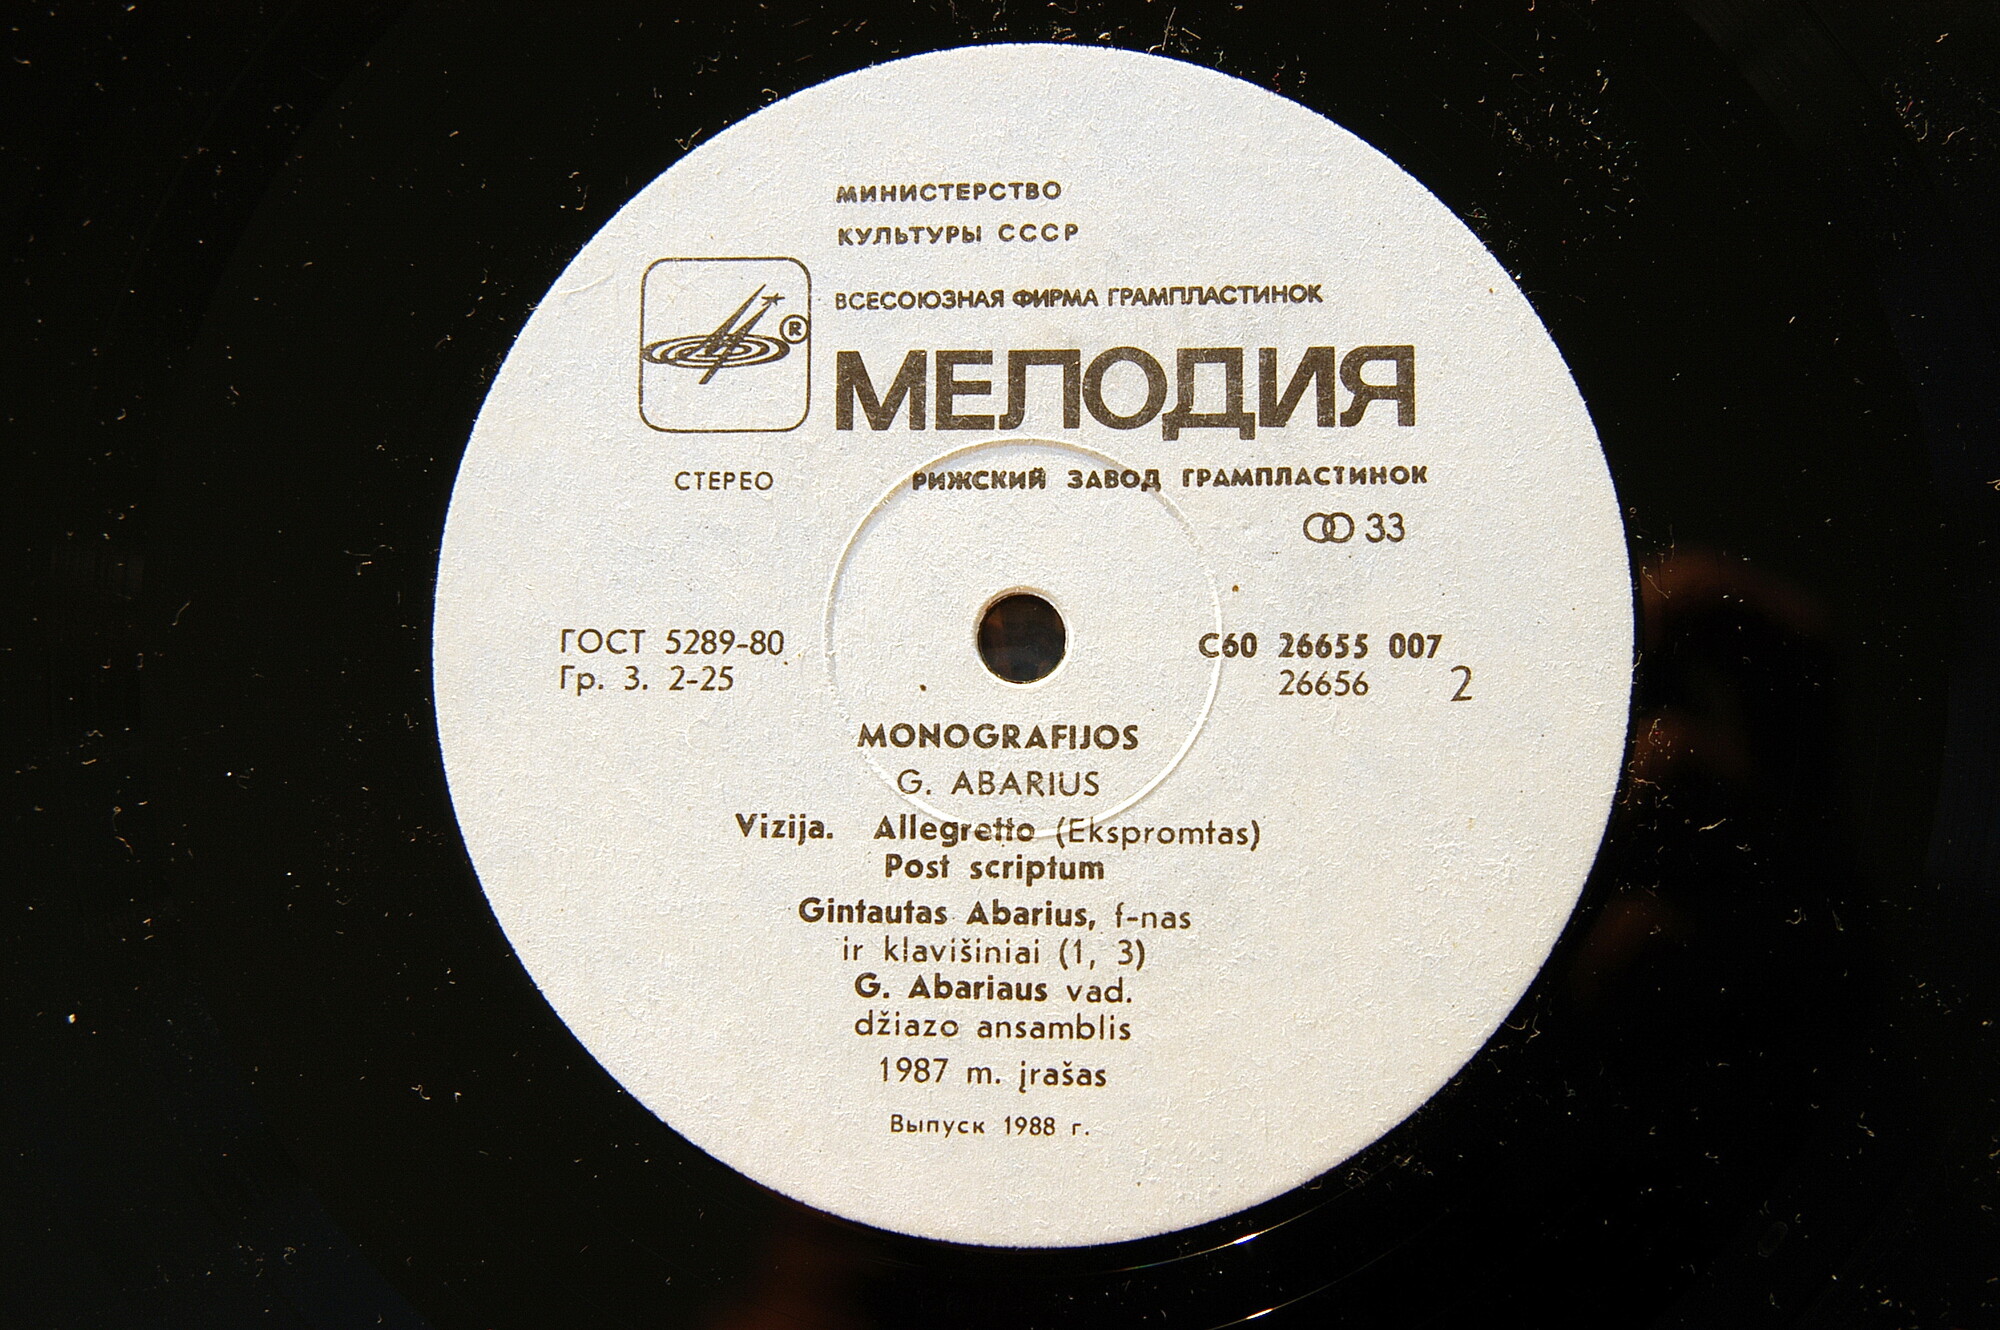 МИНИСТЕРСТВО
КУЛЬТУРЫ СССР
ВСЕСОЮЗНАЯ ФИРМА ГРАМПЛАСТИНОК
®
МЕЛОДИЯ
СТЕРЕО
РИЖСКИЙ ЗАВОД ГРАМПЛАСТИНОК
33
ГОСТ 5289-80
Гр. 3. 2-25
С60 26655 007
26656 2
MONOGRAFIJOS
G. ABARIUS
Vizija. Allegretto (Ekspromtas)
Post scriptum
Gintautas Abarius, f-nas
ir klavišiniai (1, 3)
G. Abariaus vad.
džiazo ansamblis
1987 m. įrašas
Выпуск 1988 г.